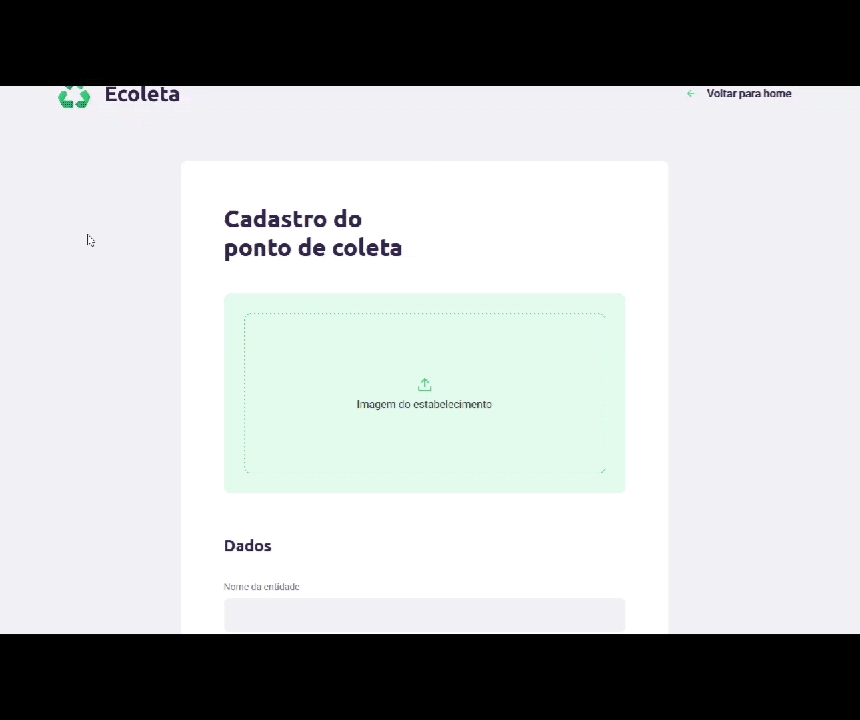 Ecoleta
Voltar para home
Cadastro do
ponto de coleta
Imagem do estabelecimento
Dados
Nome da entidade